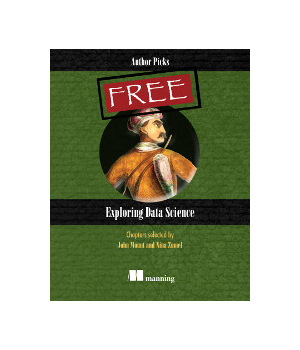 Author Picks
FREE
Exploring Data Science
Chapters selected by
John Mount and Nina Zumel
manning